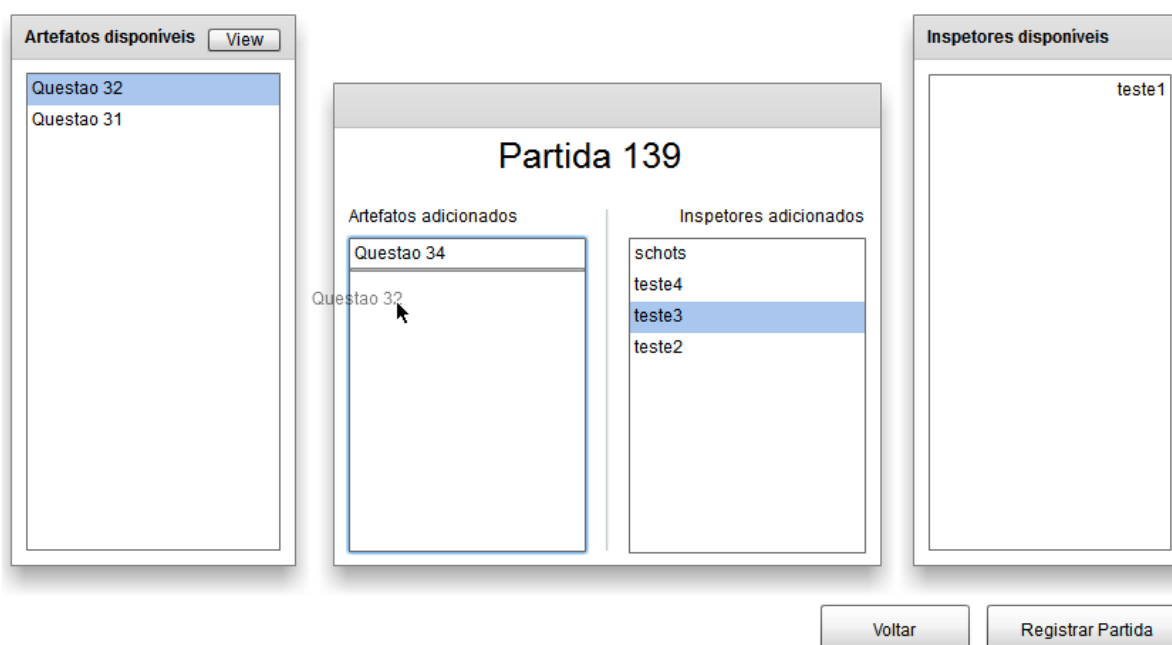 Artefatos disponíveis View
Questao 32
Questao 31
Partida 139
Artefatos adicionados
Questao 34
Questao 32
Inspetores adicionados
schots
teste4
teste3
teste2
Inspetores disponíveis
teste1
Voltar
Registrar Partida